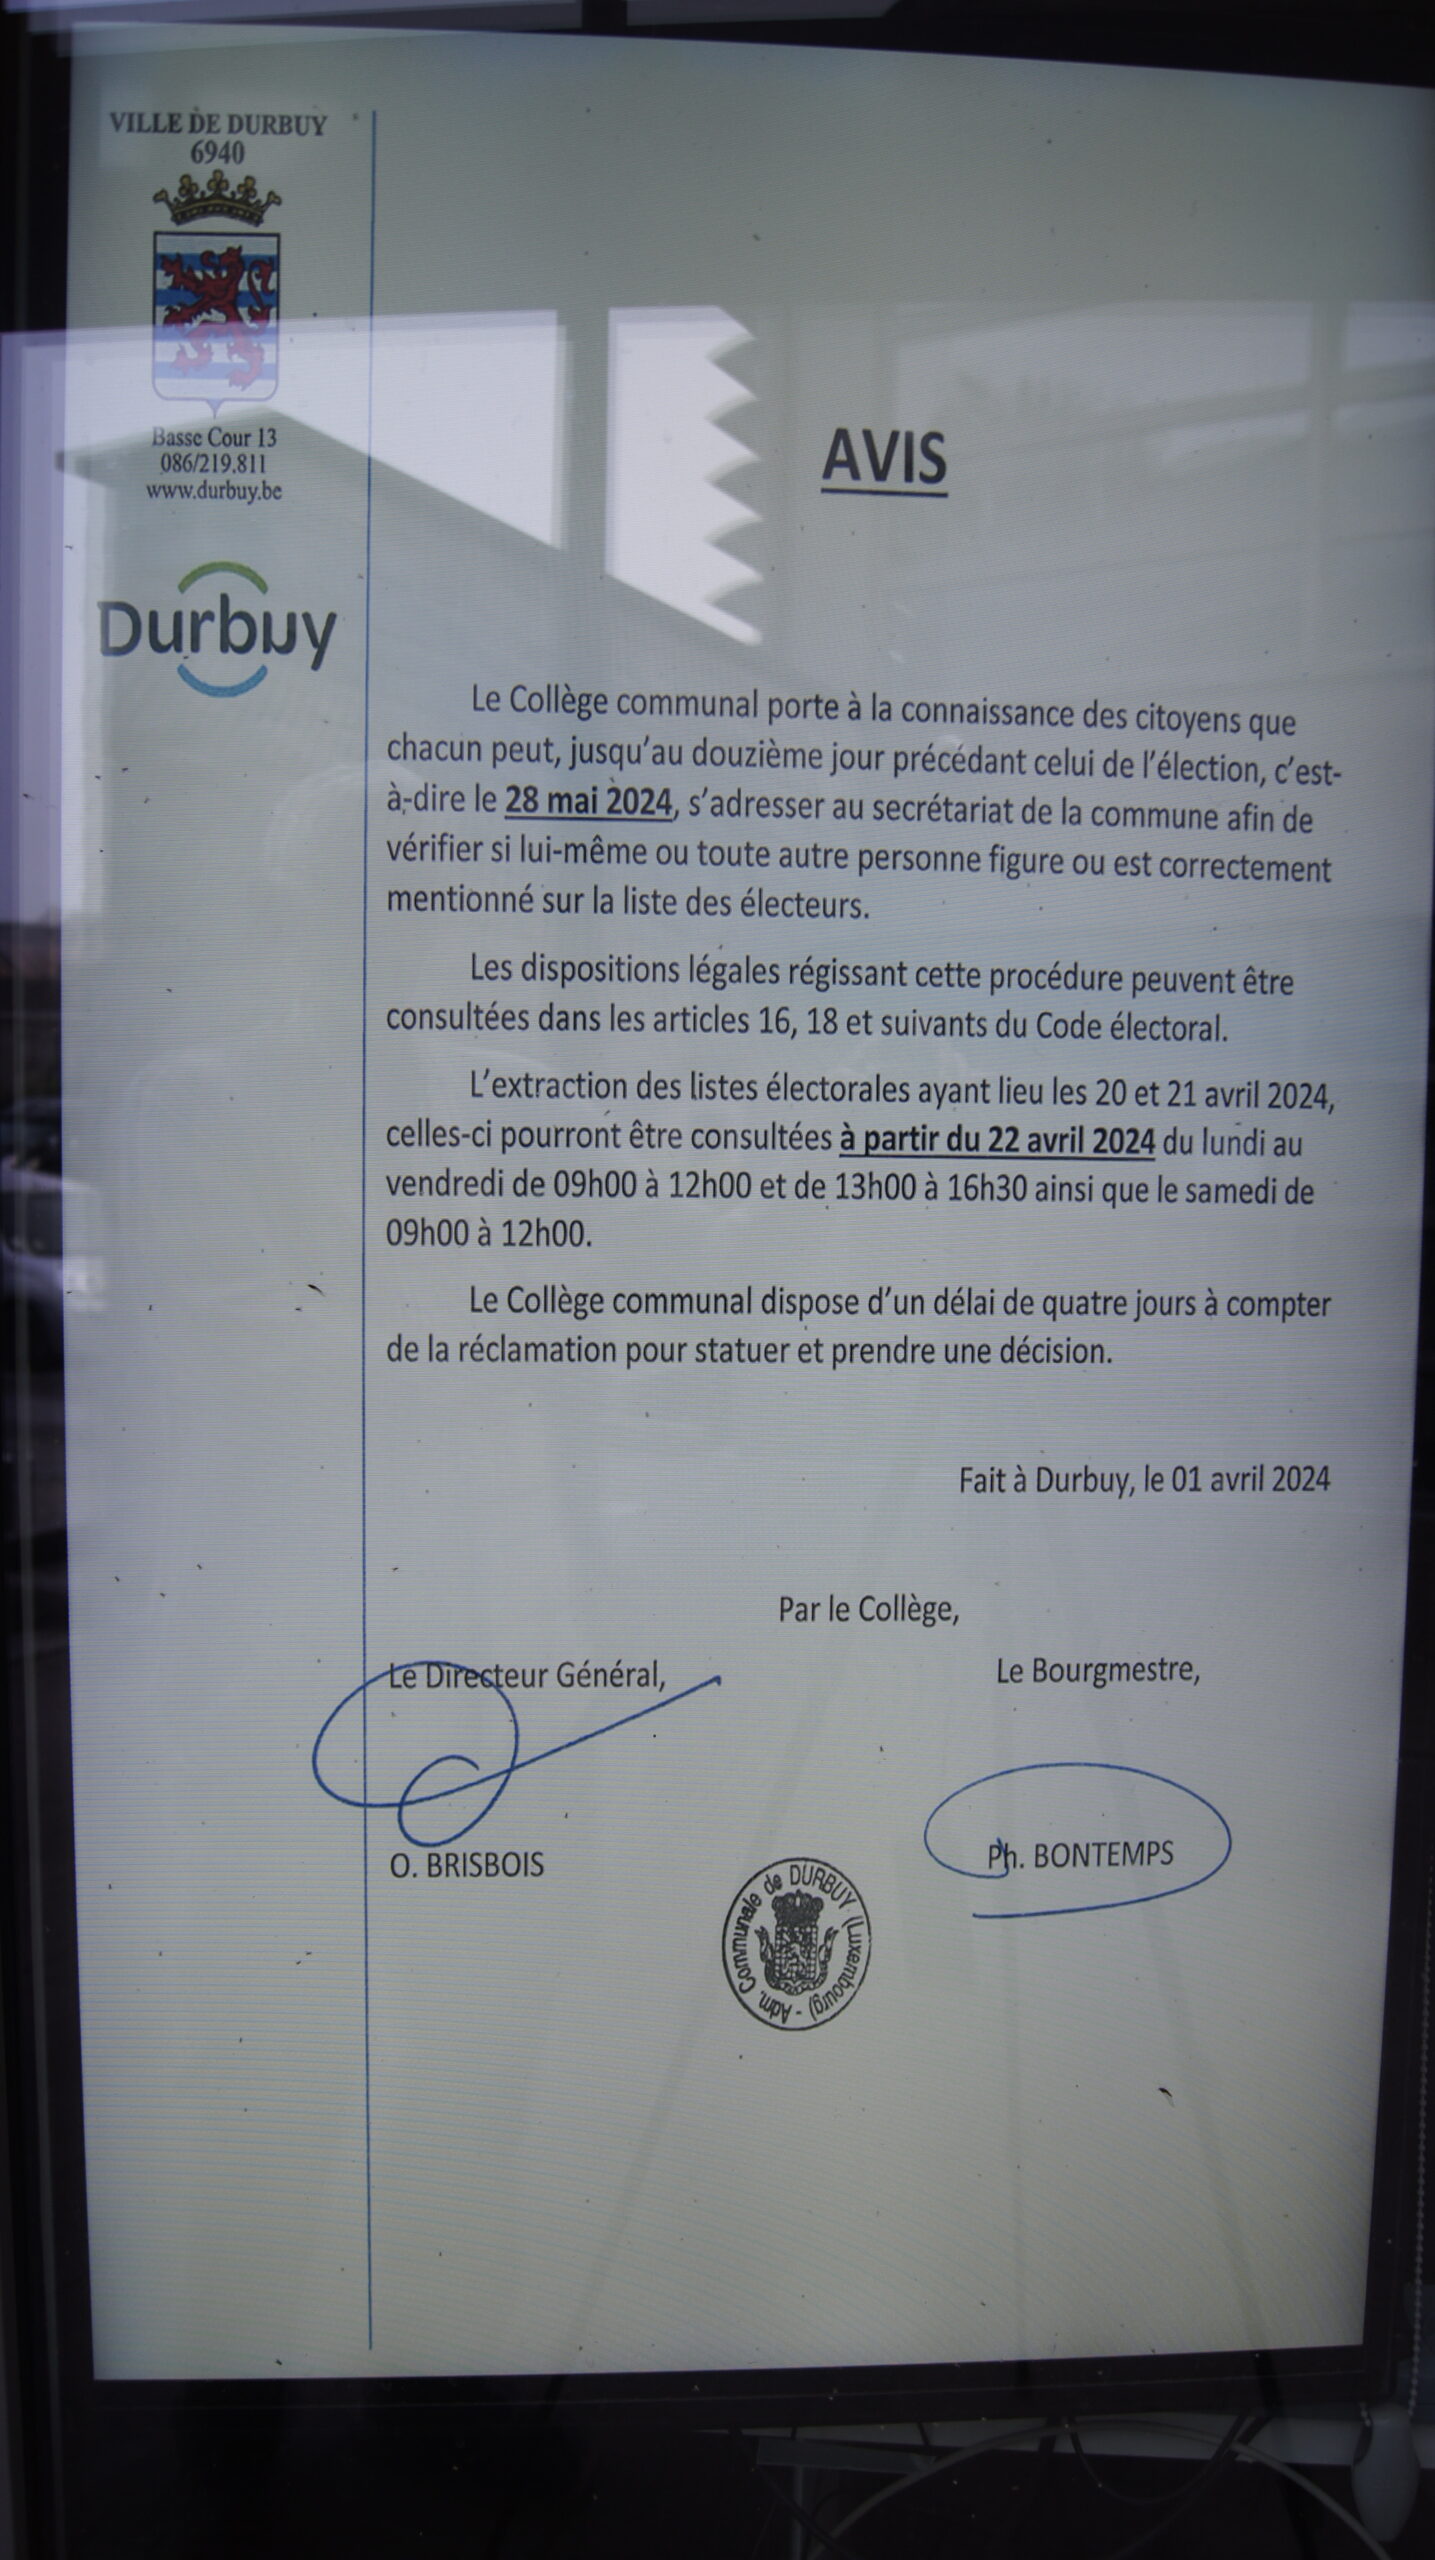 VILLE DE DURBUY
6940
Basse Cour 13
086/219.811
www.durbuy.be
Durbuy
AVIS
Le Collège communal porte à la connaissance des citoyens que
chacun peut, jusqu'au douzième jour précédant celui de l'élection, c'est-
à-dire le 28 mai 2024, s'adresser au secrétariat de la commune afin de
vérifier si lui-même ou toute autre personne figure ou est correctement
mentionné sur la liste des électeurs.
Les dispositions légales régissant cette procédure peuvent être
consultées dans les articles 16, 18 et suivants du Code électoral.
L'extraction des listes électorales ayant lieu les 20 et 21 avril 2024,
celles-ci pourront être consultées à partir du 22 avril 2024 du lundi au
vendredi de 09h00 à 12h00 et de 13h00 à 16h30 ainsi que le samedi de
09h00 à 12h00.
Le Collège communal dispose d'un délai de quatre jours à compter
de la réclamation pour statuer et prendre une décision.
Fait à Durbuy, le 01 avril 2024
Par le Collège,
Le Directeur Général,
Le Bourgmestre,
O. BRISBOIS
Ph. BONTEMPS
Adm. Communale de DURBUY (Luxembourg) -